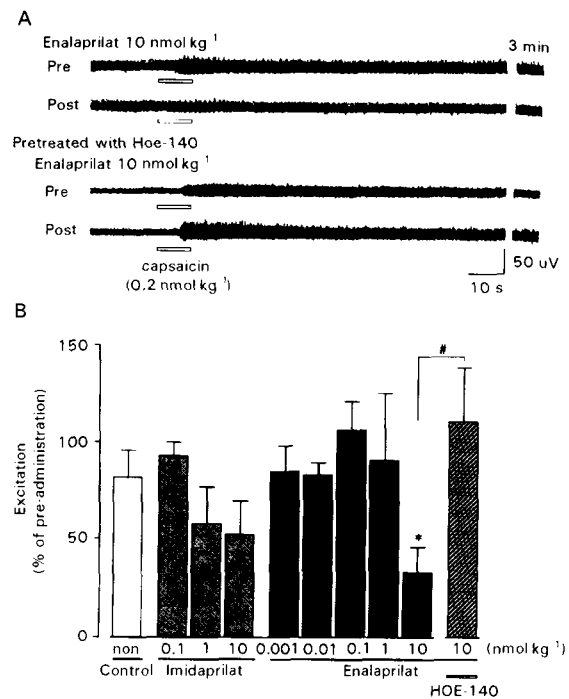 A
Enalaprilat 10 nmol kg ¹
3 min
Pre
Post
Pretreated with Hoe-140
Enalaprilat 10 nmol kg ¹
Pre
Post
capsaicin
(0.2 nmol kg ¹)
50 uV
10 s
B
Excitation
(% of pre-administration)
150
100
50
0
#
*
non 0.1 1 10 0.001 0.01 0.1 1 10 10 (nmol kg ¹)
Control Imidaprilat Enalaprilat
HOE-140